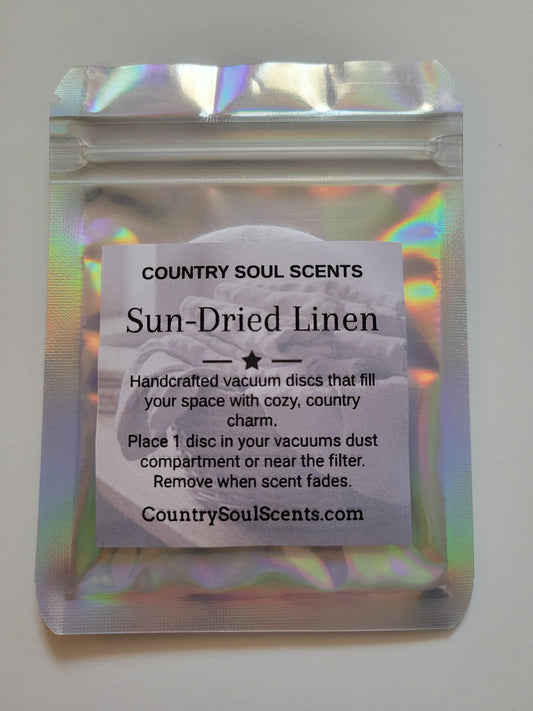 COUNTRY SOUL SCENTS
Sun-Dried Linen
Handcrafted vacuum discs that fill
your space with cozy, country
charm.
Place 1 disc in your vacuums dust
compartment or near the filter.
Remove when scent fades.
CountrySoulScents.com